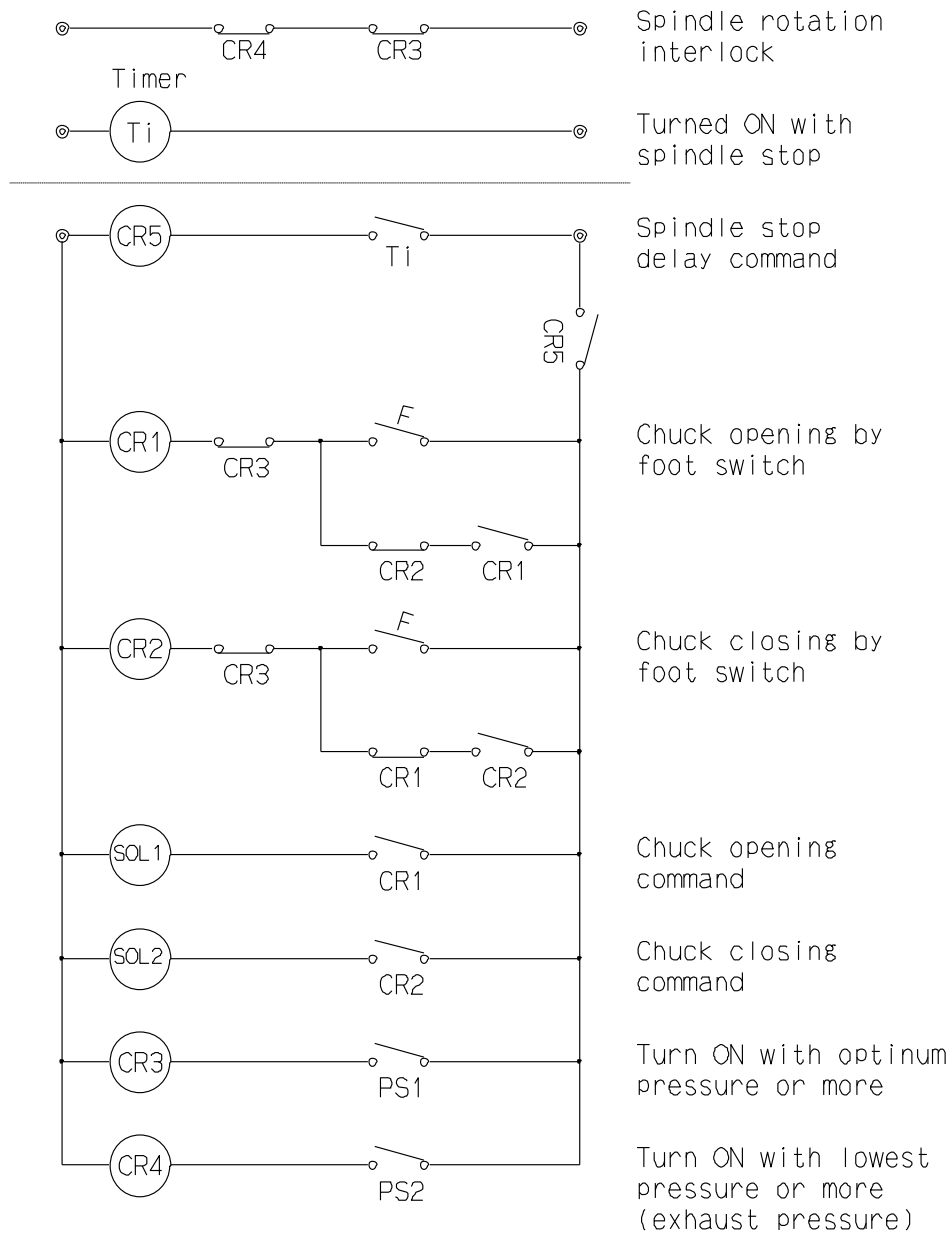 CR4 CR3
Spindle rotation
interlock
Timer
Ti
Turned ON with
spindle stop
CR5 Ti
Spindle stop
delay command
CR5
CR1 CR3 F
Chuck opening by
foot switch
CR2 CR1
CR2 CR3 F
Chuck closing by
foot switch
CR1 CR2
SOL1 CR1
Chuck opening
command
SOL2 CR2
Chuck closing
command
CR3 PS1
Turn ON with optinum
pressure or more
CR4 PS2
Turn ON with lowest
pressure or more
(exhaust pressure)